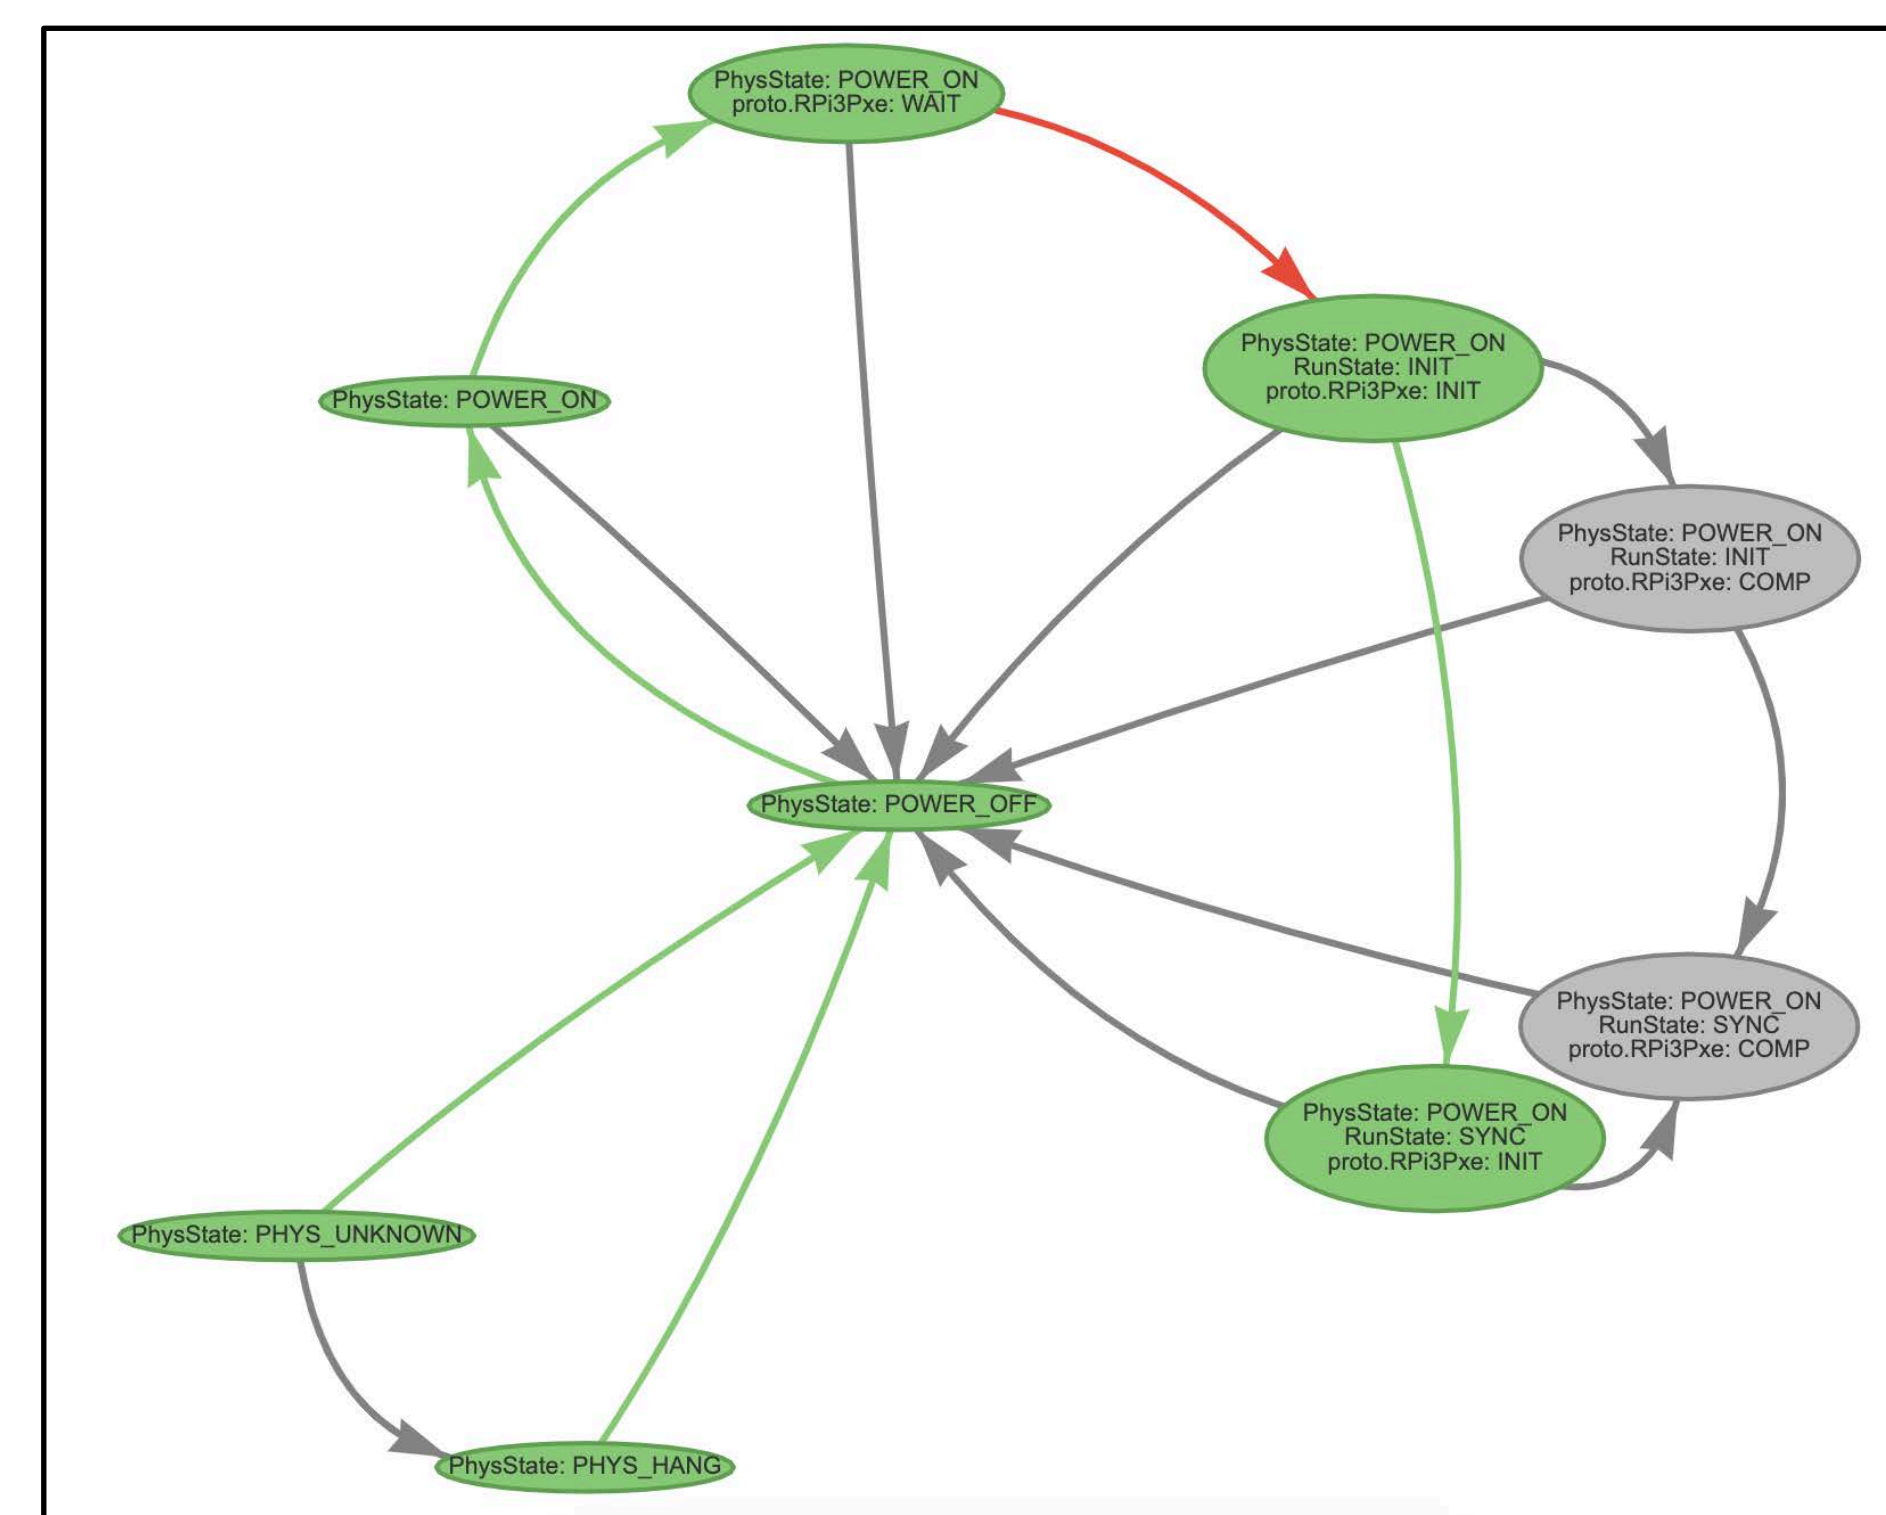 PhysState: POWER_ON
proto.RPi3Pxe: WAIT
PhysState: POWER_ON
RunState: INIT
proto.RPi3Pxe: INIT
PhysState: POWER_ON
PhysState: POWER_ON
RunState: INIT
proto.RPi3Pxe: COMP
PhysState: POWER_OFF
PhysState: POWER_ON
RunState: SYNC
proto.RPi3Pxe: COMP
PhysState: POWER_ON
RunState: SYNC
proto.RPi3Pxe: INIT
PhysState: PHYS_UNKNOWN
PhysState: PHYS_HANG